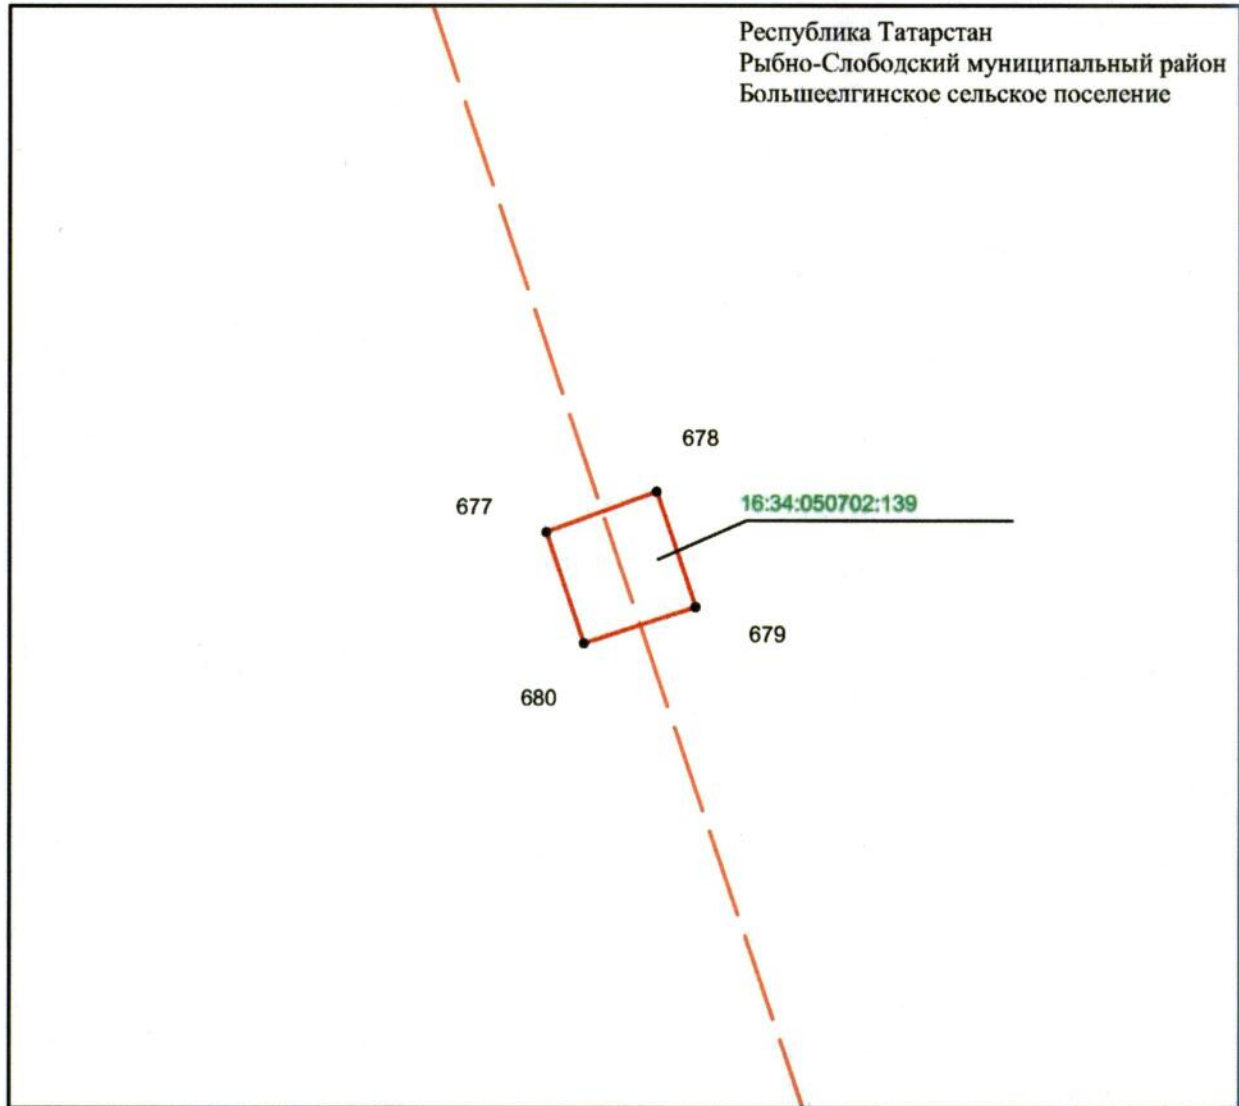 Республика Татарстан
Рыбно-Слободский муниципальный район
Большеелгинское сельское поселение
678
677
16:34:050702:139
679
680